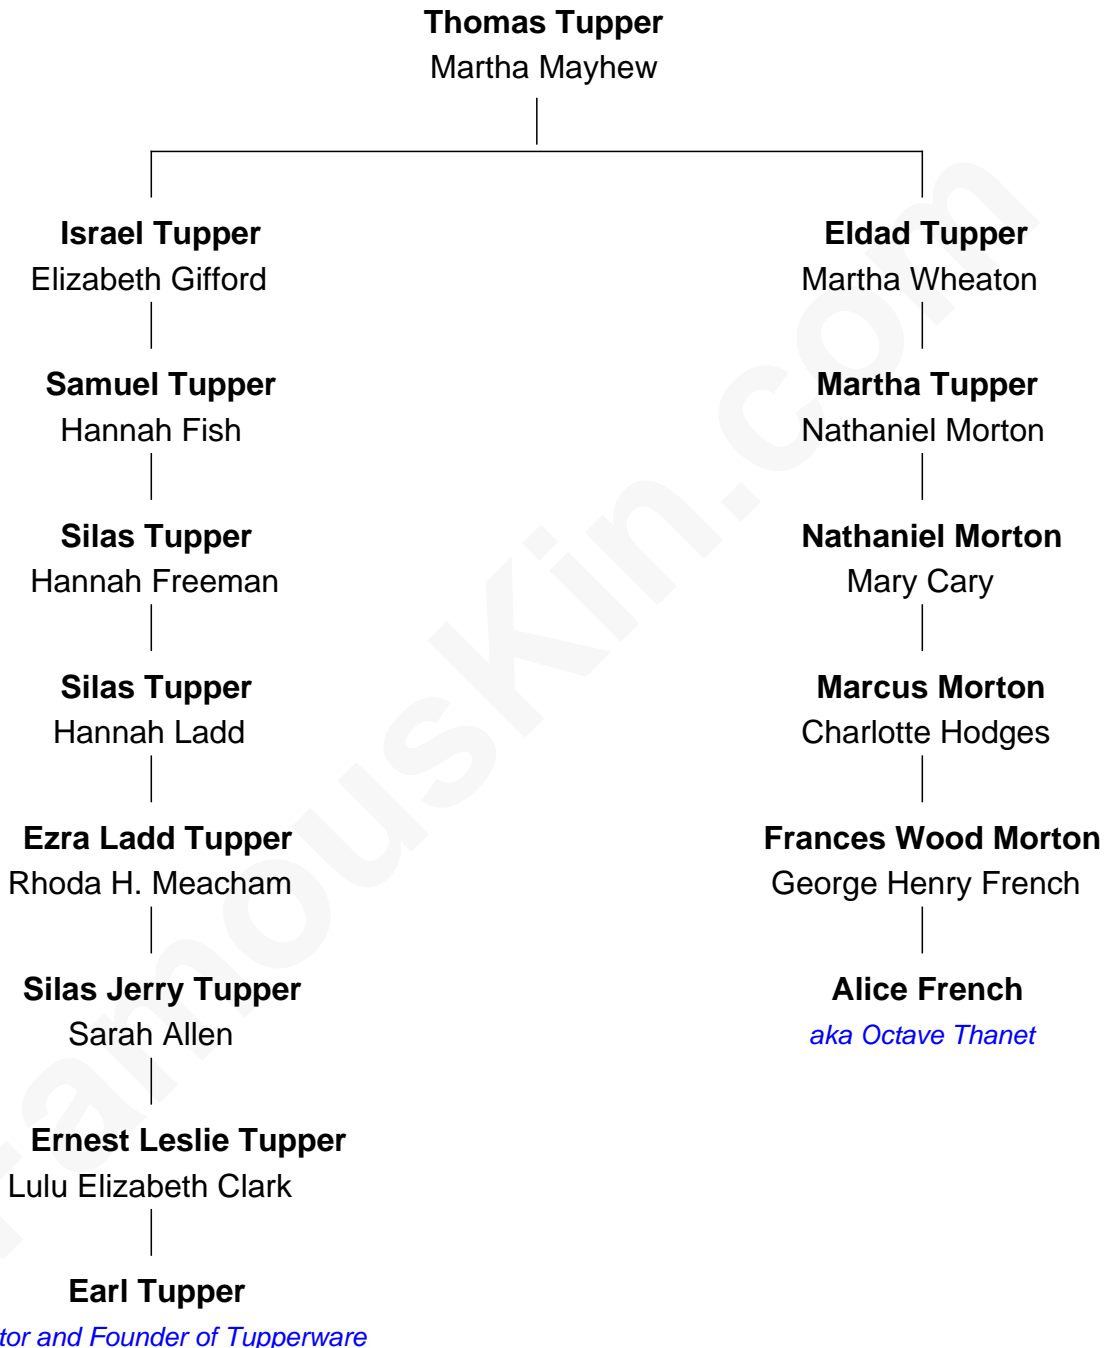 Thomas Tupper
Martha Mayhew
Israel Tupper
Elizabeth Gifford
Samuel Tupper
Hannah Fish
Silas Tupper
Hannah Freeman
Silas Tupper
Hannah Ladd
Ezra Ladd Tupper
Rhoda H. Meacham
Silas Jerry Tupper
Sarah Allen
Ernest Leslie Tupper
Lulu Elizabeth Clark
Earl Tupper
and Founder of Tupperware
Eldad Tupper
Martha Wheaton
Martha Tupper
Nathaniel Morton
Nathaniel Morton
Mary Cary
Marcus Morton
Charlotte Hodges
Frances Wood Morton
George Henry French
Alice French
aka Octave Thanet
FamousKin.com